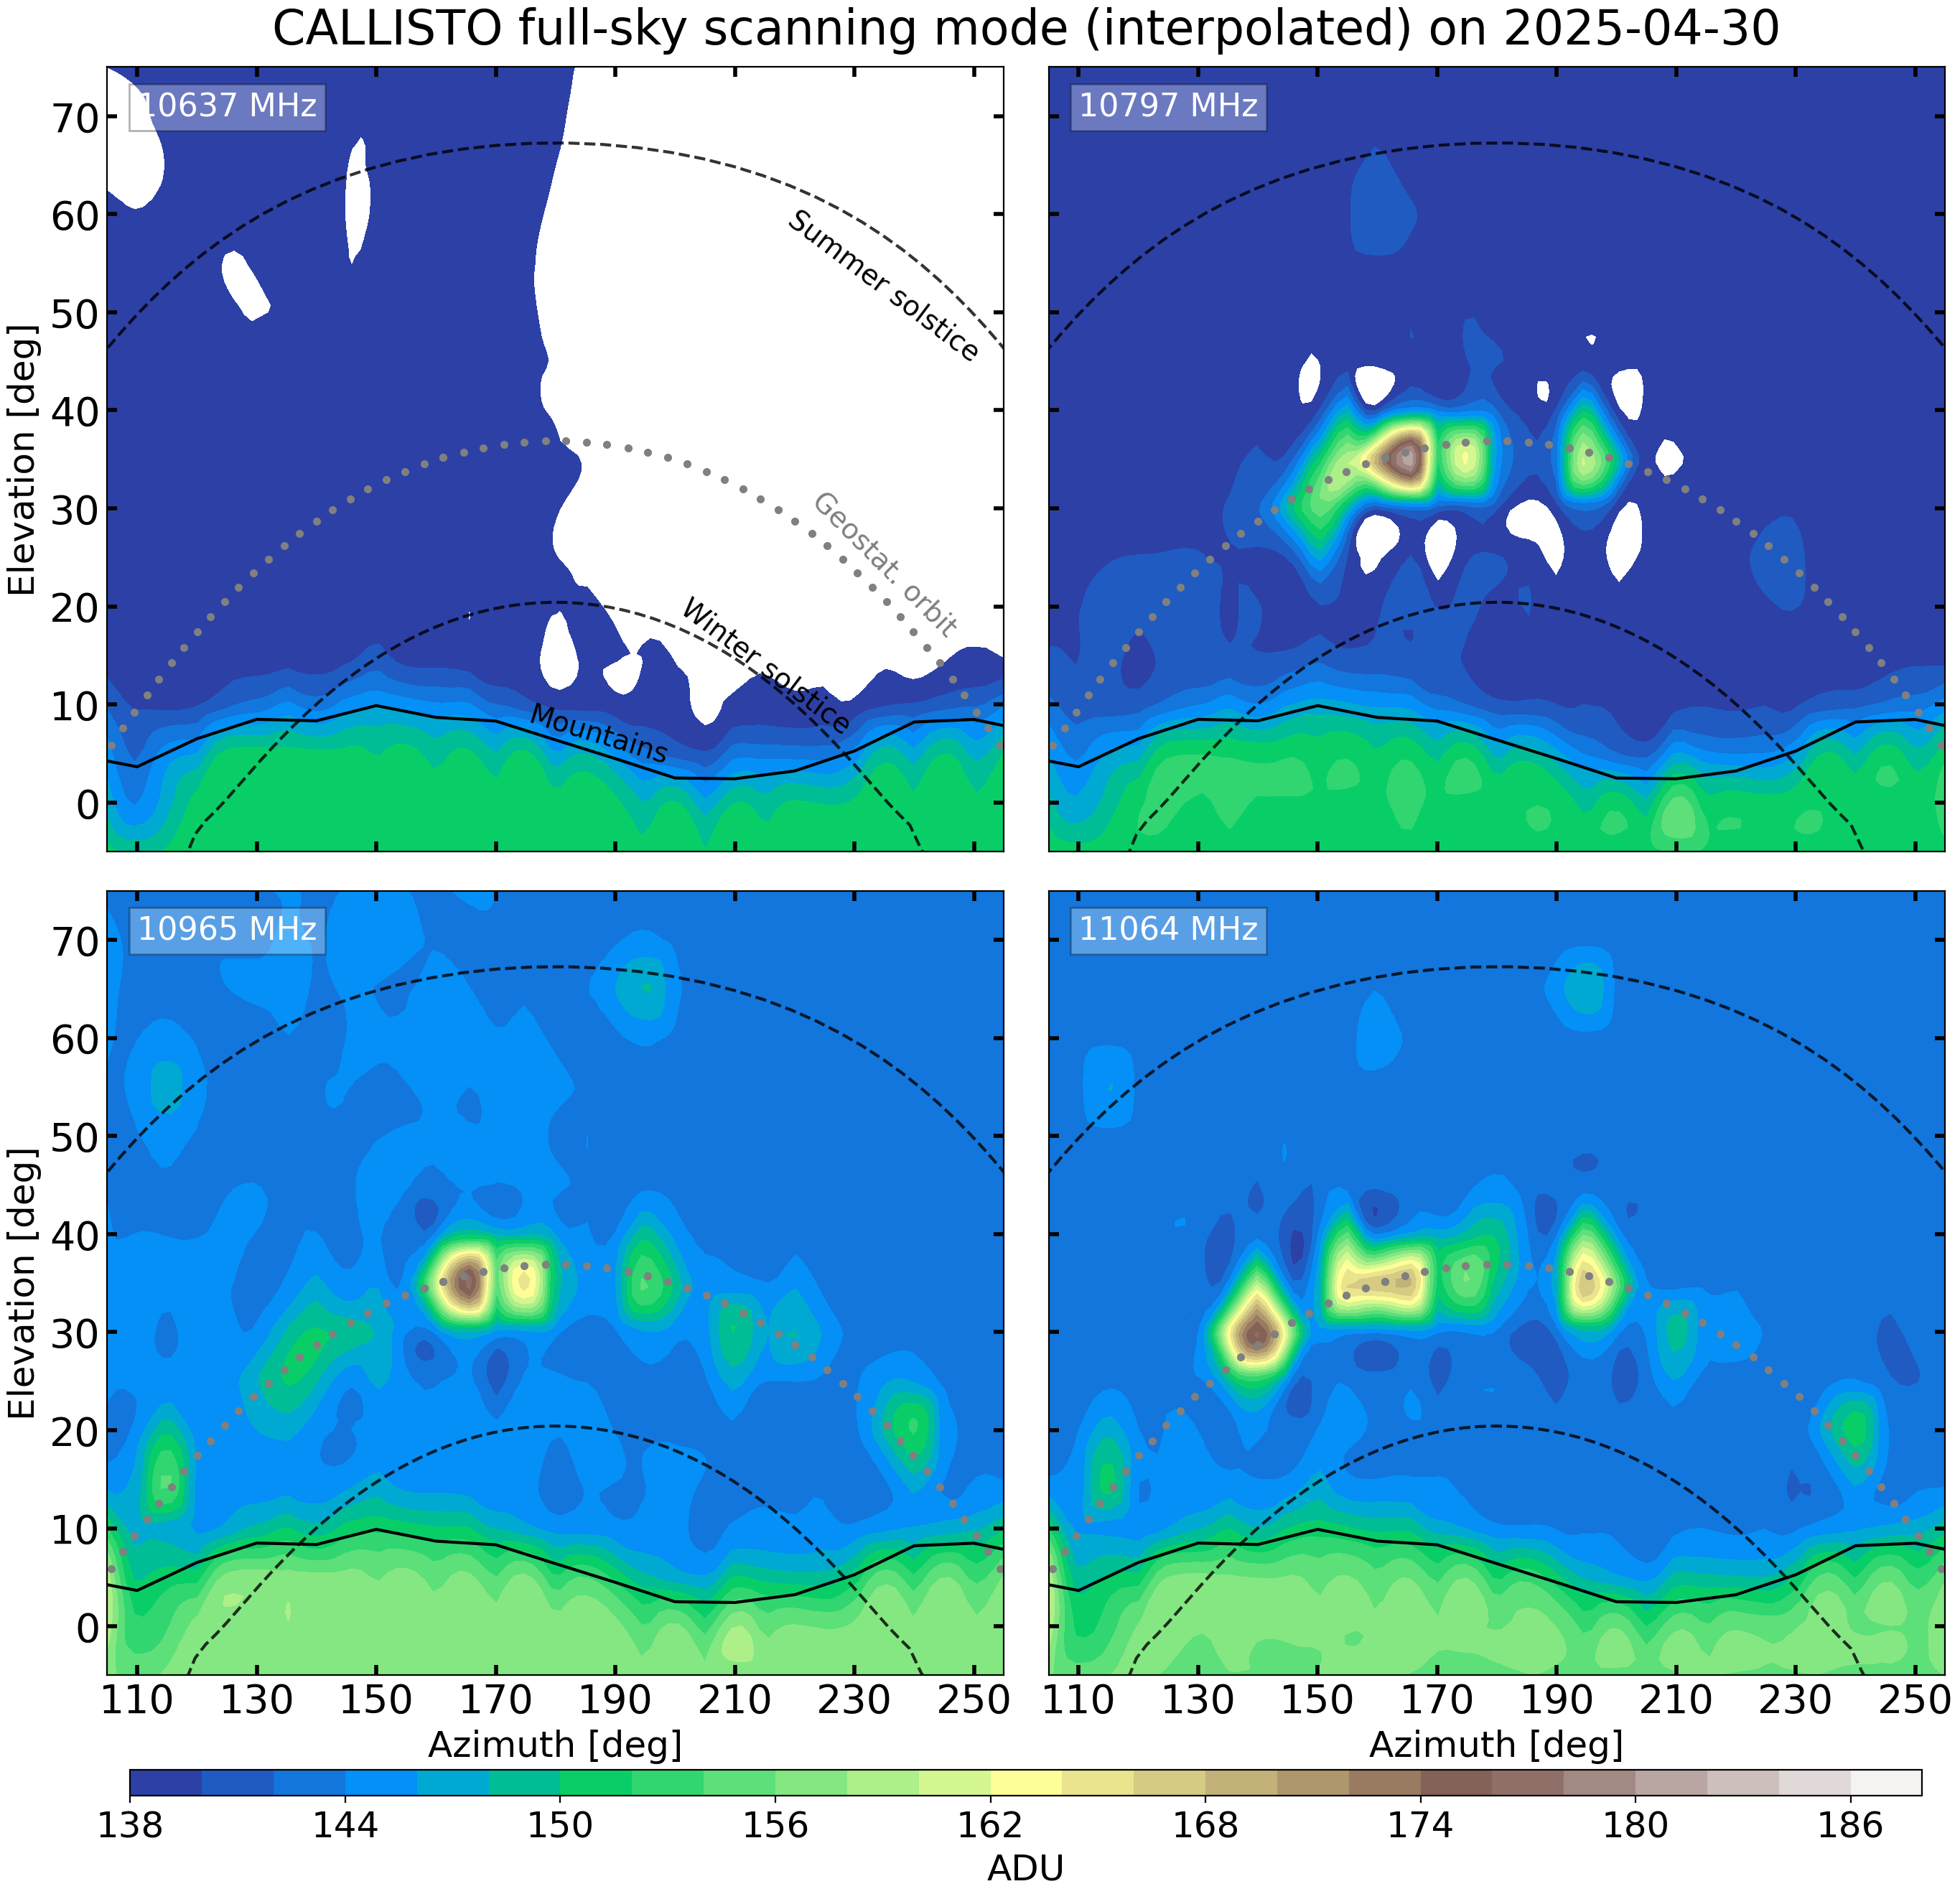 CALLISTO full-sky scanning mode (interpolated) on 2025-04-30
10637 MHz
10797 MHz
70
60
50
40
30
20
10
0
Elevation [deg]
Summer solstice
Geostat. orbit
Winter solstice
Mountains
10965 MHz
11064 MHz
70
60
50
40
30
20
10
0
Elevation [deg]
110 130 150 170 190 210 230 250
110 130 150 170 190 210 230 250
Azimuth [deg]
Azimuth [deg]
138 144 150 156 162 168 174 180 186
ADU